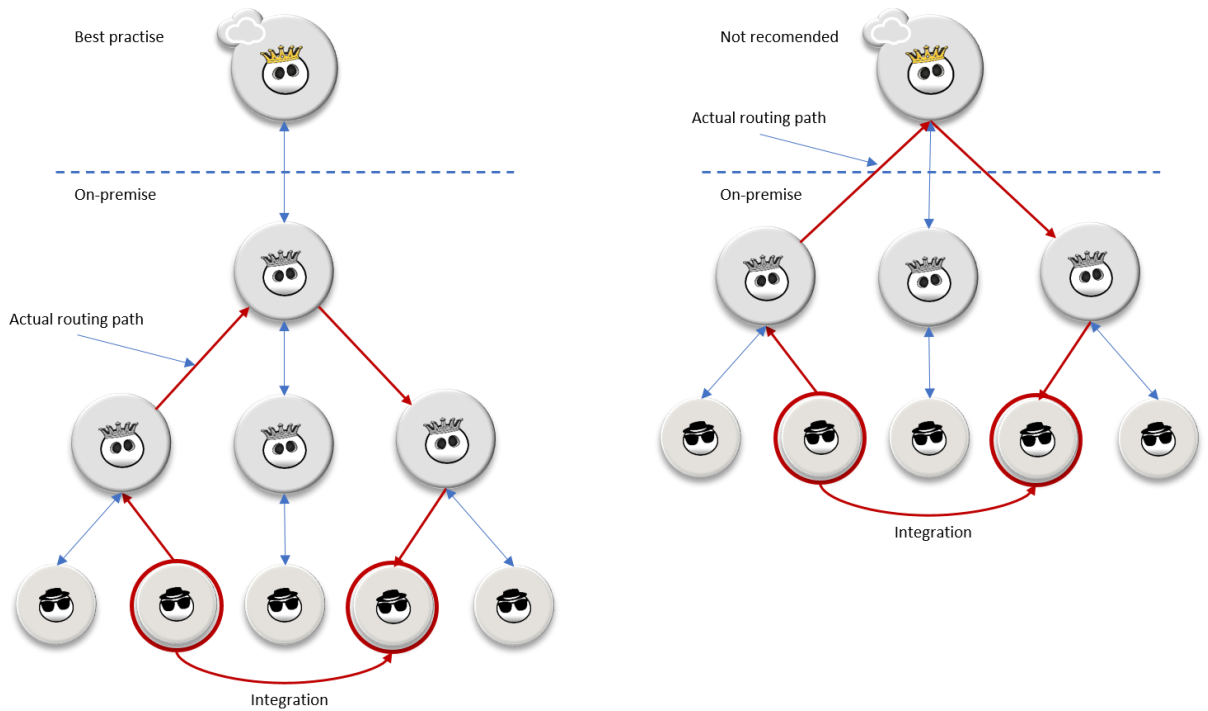 Best practise
On-premise
Actual routing path
Integration
Not recomended
Actual routing path
On-premise
Integration